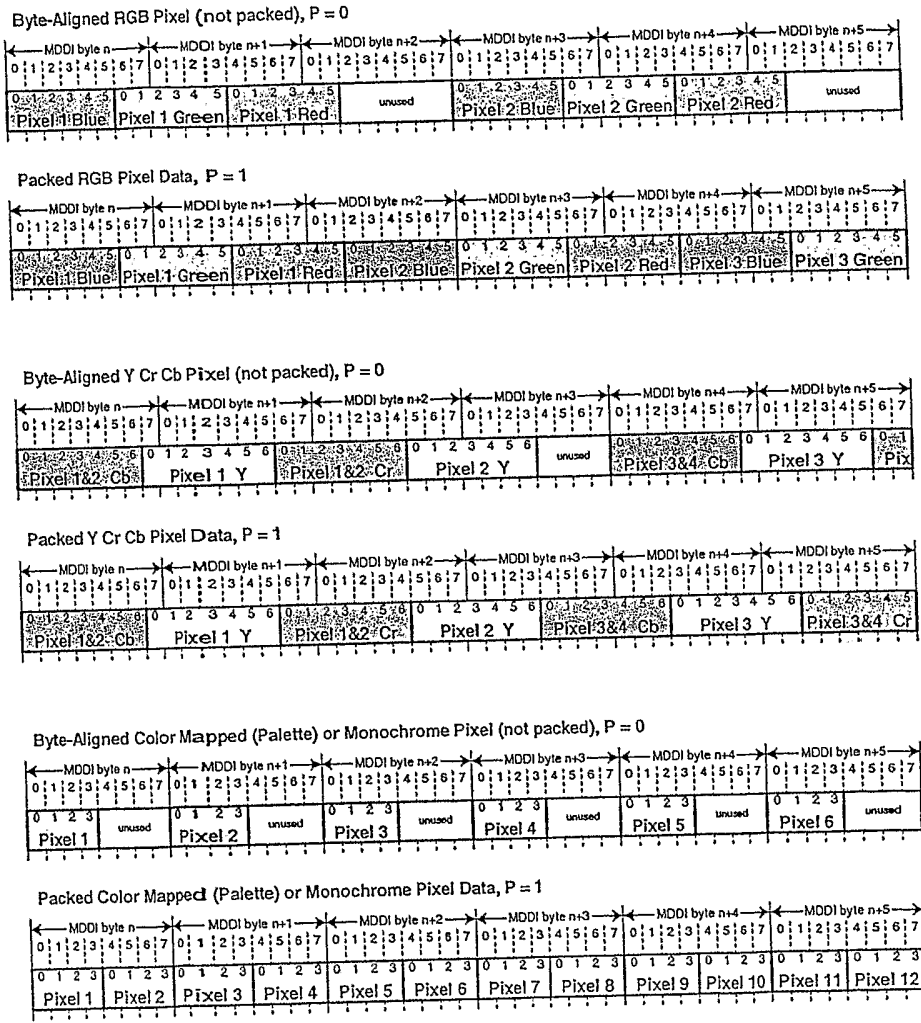 Byte-Aligned RGB Pixel (not packed), P = 0
MDDI byte n MDDI byte n+1 MDDI byte n+2 MDDI byte n+3 MDDI byte n+4 MDDI byte n+5
0 1 2 3 4 5 6 7 0 1 2 3 4 5 6 7 0 1 2 3 4 5 6 7 0 1 2 3 4 5 6 7 0 1 2 3 4 5 6 7 0 1 2 3 4 5 6 7
0 1 2 3 4 5 0 1 2 3 4 5 0 1 2 3 4 5 unused 0 1 2 3 4 5 0 1 2 3 4 5 0 1 2 3 4 5 unused
Pixel 1 Blue Pixel 1 Green Pixel 1 Red Pixel 2 Blue Pixel 2 Green Pixel 2 Red
Packed RGB Pixel Data, P = 1
MDDI byte n MDDI byte n+1 MDDI byte n+2 MDDI byte n+3 MDDI byte n+4 MDDI byte n+5
0 1 2 3 4 5 6 7 0 1 2 3 4 5 6 7 0 1 2 3 4 5 6 7 0 1 2 3 4 5 6 7 0 1 2 3 4 5 6 7 0 1 2 3 4 5 6 7
0 1 2 3 4 5 0 1 2 3 4 5 0 1 2 3 4 5 0 1 2 3 4 5 0 1 2 3 4 5 0 1 2 3 4 5 0 1 2 3 4 5 0 1 2 3 4 5
Pixel 1 Blue Pixel 1 Green Pixel 1 Red Pixel 2 Blue Pixel 2 Green Pixel 2 Red Pixel 3 Blue Pixel 3 Green
Byte-Aligned Y Cr Cb Pixel (not packed), P = 0
MDDI byte n MDDI byte n+1 MDDI byte n+2 MDDI byte n+3 MDDI byte n+4 MDDI byte n+5
0 1 2 3 4 5 6 7 0 1 2 3 4 5 6 7 0 1 2 3 4 5 6 7 0 1 2 3 4 5 6 7 0 1 2 3 4 5 6 7 0 1 2 3 4 5 6 7
0 1 2 3 4 5 6 0 1 2 3 4 5 6 0 1 2 3 4 5 6 0 1 2 3 4 5 6 unused 0 1 2 3 4 5 6 0 1 2 3 4 5 6 0 1
Pixel 1&2 Cb Pixel 1 Y Pixel 1&2 Cr Pixel 2 Y Pixel 3&4 Cb Pixel 3 Y Pix
Packed Y Cr Cb Pixel Data, P = 1
MDDI byte n MDDI byte n+1 MDDI byte n+2 MDDI byte n+3 MDDI byte n+4 MDDI byte n+5
0 1 2 3 4 5 6 7 0 1 2 3 4 5 6 7 0 1 2 3 4 5 6 7 0 1 2 3 4 5 6 7 0 1 2 3 4 5 6 7 0 1 2 3 4 5 6 7
0 1 2 3 4 5 6 0 1 2 3 4 5 6 0 1 2 3 4 5 6 0 1 2 3 4 5 6 0 1 2 3 4 5 6 0 1 2 3 4 5 6 0 1 2 3 4 5
Pixel 1&2 Cb Pixel 1 Y Pixel 1&2 Cr Pixel 2 Y Pixel 3&4 Cb Pixel 3 Y Pixel 3&4 Cr
Byte-Aligned Color Mapped (Palette) or Monochrome Pixel (not packed), P = 0
MDDI byte n MDDI byte n+1 MDDI byte n+2 MDDI byte n+3 MDDI byte n+4 MDDI byte n+5
0 1 2 3 4 5 6 7 0 1 2 3 4 5 6 7 0 1 2 3 4 5 6 7 0 1 2 3 4 5 6 7 0 1 2 3 4 5 6 7 0 1 2 3 4 5 6 7
0 1 2 3 unused 0 1 2 3 unused 0 1 2 3 unused 0 1 2 3 unused 0 1 2 3 unused 0 1 2 3 unused
Pixel 1 Pixel 2 Pixel 3 Pixel 4 Pixel 5 Pixel 6
Packed Color Mapped (Palette) or Monochrome Pixel Data, P = 1
MDDI byte n MDDI byte n+1 MDDI byte n+2 MDDI byte n+3 MDDI byte n+4 MDDI byte n+5
0 1 2 3 4 5 6 7 0 1 2 3 4 5 6 7 0 1 2 3 4 5 6 7 0 1 2 3 4 5 6 7 0 1 2 3 4 5 6 7 0 1 2 3 4 5 6 7
0 1 2 3 0 1 2 3 0 1 2 3 0 1 2 3 0 1 2 3 0 1 2 3 0 1 2 3 0 1 2 3 0 1 2 3 0 1 2 3 0 1 2 3 0 1 2 3
Pixel 1 Pixel 2 Pixel 3 Pixel 4 Pixel 5 Pixel 6 Pixel 7 Pixel 8 Pixel 9 Pixel 10 Pixel 11 Pixel 12